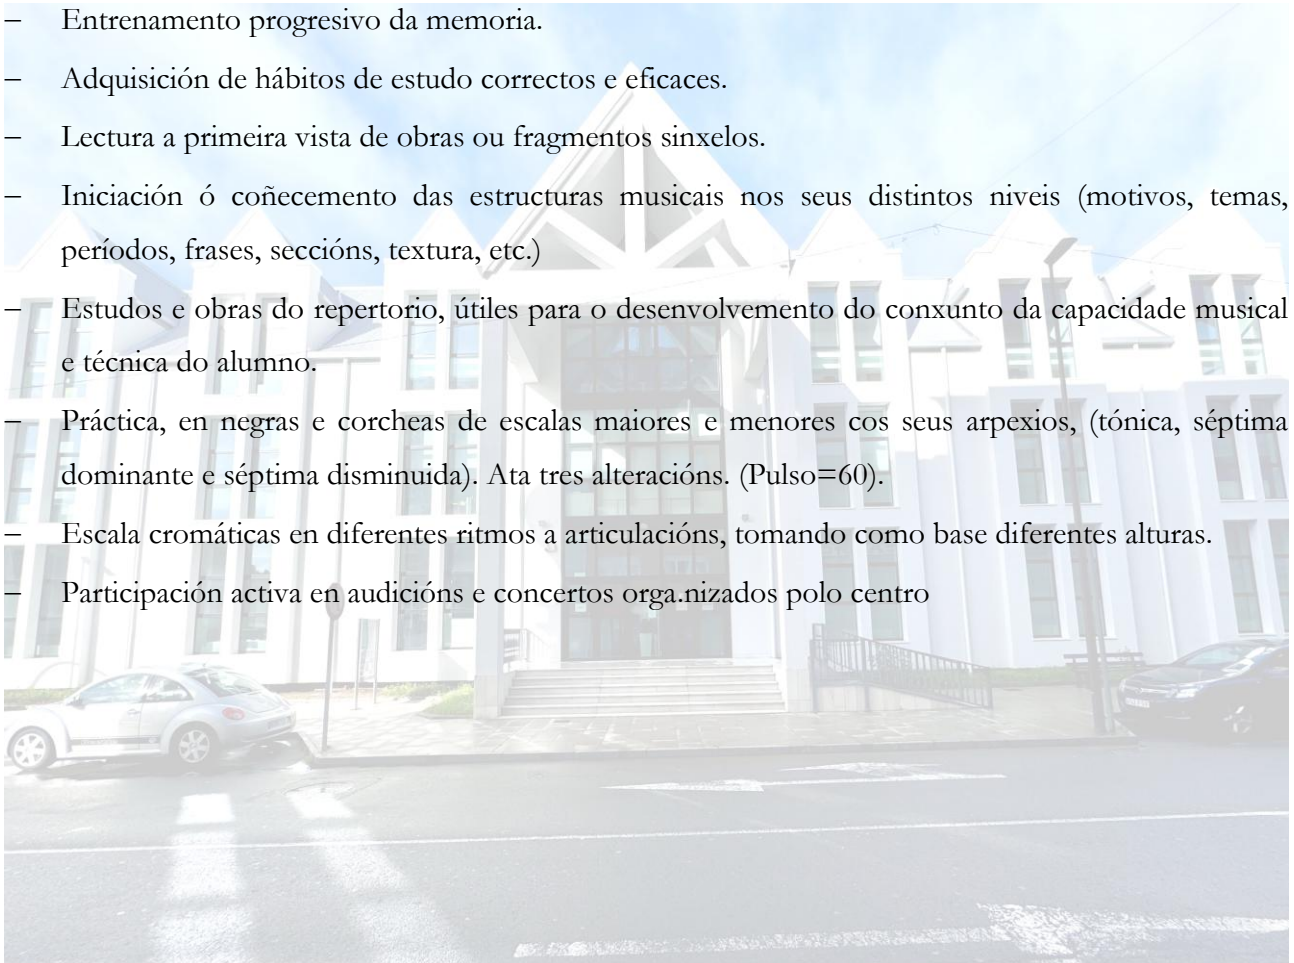 – Entrenamento progresivo da memoria.
– Adquisición de hábitos de estudo correctos e eficaces.
– Lectura a primeira vista de obras ou fragmentos sinxelos.
– Iniciación ó coñecemento das estructuras musicais nos seus distintos niveis (motivos, temas,
períodos, frases, seccións, textura, etc.)
– Estudos e obras do repertorio, útiles para o desenvolvemento do conxunto da capacidade musical
e técnica do alumno.
– Práctica, en negras e corcheas de escalas maiores e menores cos seus arpexios, (tónica, séptima
dominante e séptima disminuida). Ata tres alteracións. (Pulso=60).
– Escala cromáticas en diferentes ritmos a articulacións, tomando como base diferentes alturas.
– Participación activa en audicións e concertos orga.nizados polo centro